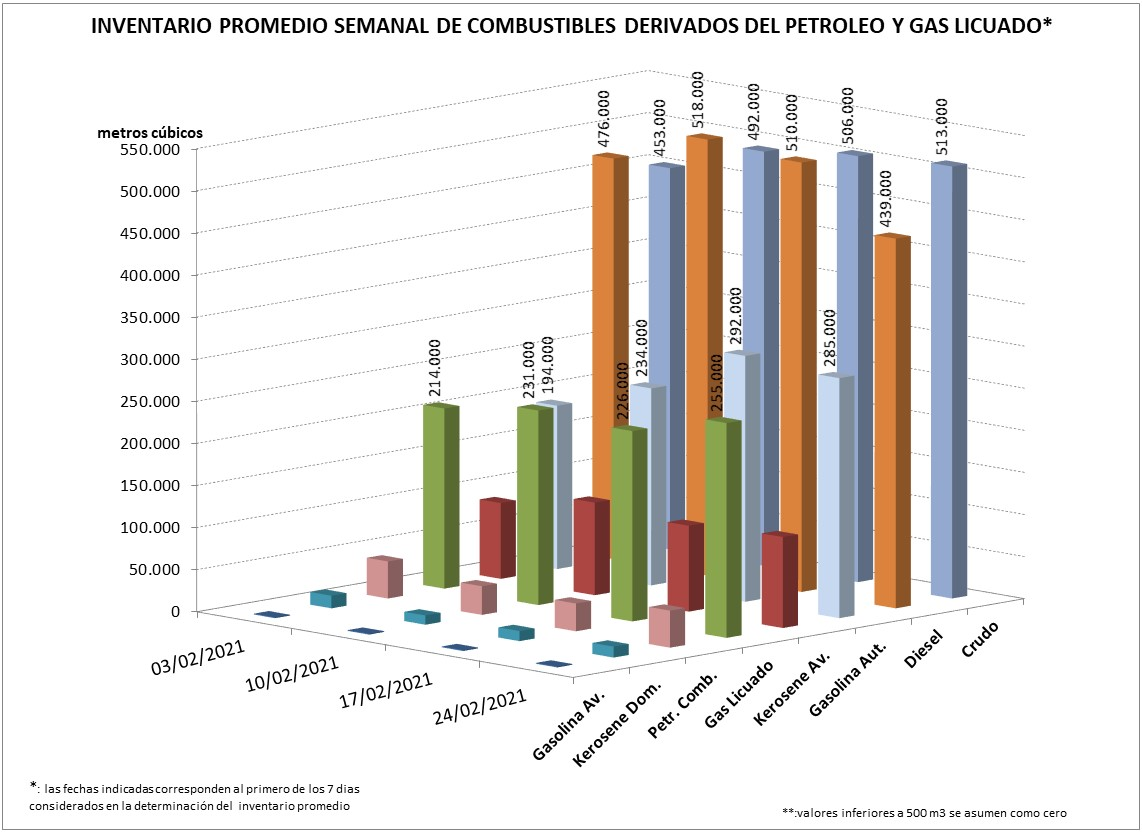 INVENTARIO PROMEDIO SEMANAL DE COMBUSTIBLES DERIVADOS DEL PETROLEO Y GAS LICUADO*
metros cúbicos
550.000
500.000
450.000
400.000
350.000
300.000
250.000
200.000
150.000
100.000
50.000
0
214.000
231.000
194.000
226.000
234.000
255.000
292.000
285.000
476.000
453.000
518.000
492.000
510.000
506.000
439.000
513.000
03/02/2021
10/02/2021
17/02/2021
24/02/2021
Gasolina Av.
Kerosene Dom.
Petr. Comb.
Gas Licuado
Kerosene Av.
Gasolina Aut.
Diesel
Crudo
*: las fechas indicadas corresponden al primero de los 7 dias
considerados en la determinación del inventario promedio
**:valores inferiores a 500 m3 se asumen como cero